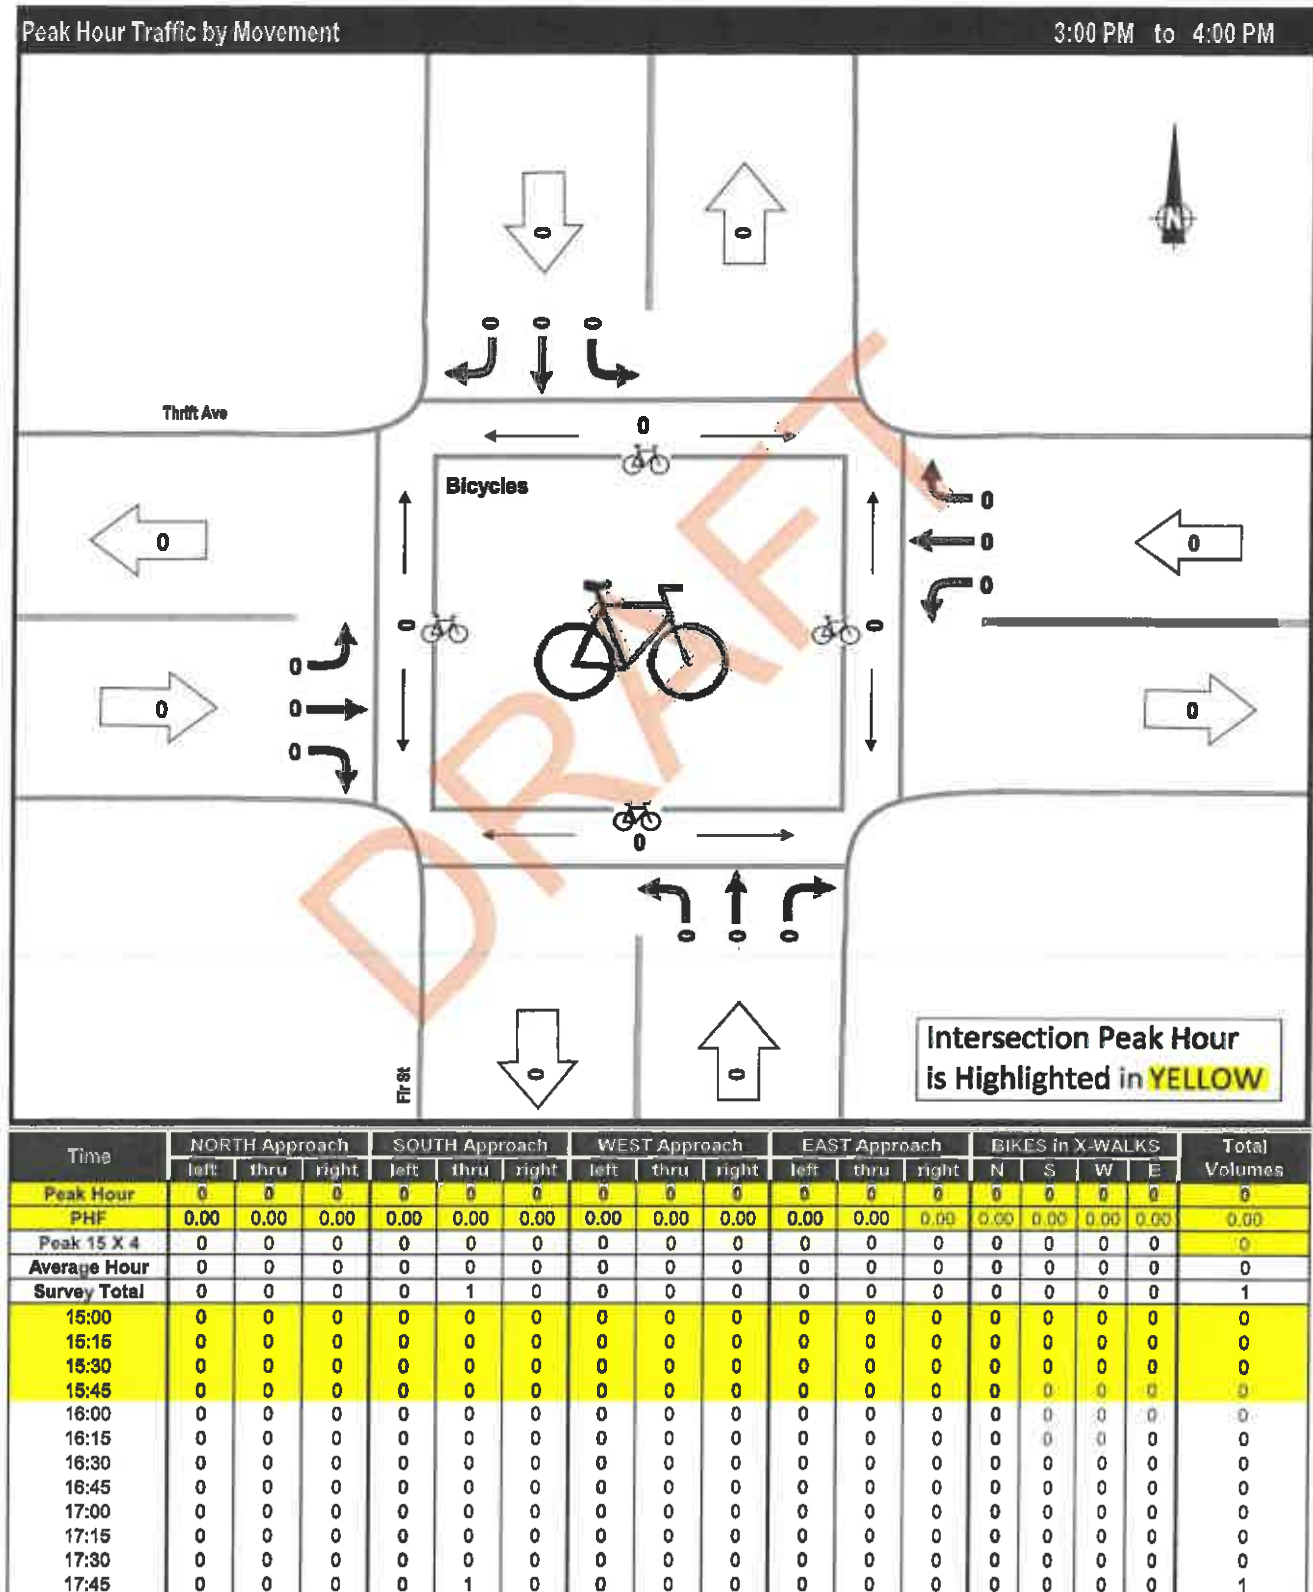 Peak Hour Traffic by Movement 3:00 PM to 4:00 PM
N
0 0
0 0 0
Thrift Ave
0
Bicycles
0
0
0
0 0
0 0
0
0 0
0
0
0
0
0 0 0
Intersection Peak Hour
is Highlighted in YELLOW
Fir St
0 0
DRAFT
Time NORTH Approach SOUTH Approach WEST Approach EAST Approach BIKES in X-WALKS Total
left thru right left thru right left thru right left thru right N S W E Volumes
Peak Hour 0 0 0 0 0 0 0 0 0 0 0 0 0 0 0 0 0
PHF 0.00 0.00 0.00 0.00 0.00 0.00 0.00 0.00 0.00 0.00 0.00 0.00 0.00 0.00 0.00 0.00 0.00
Peak 15 X 4 0 0 0 0 0 0 0 0 0 0 0 0 0 0 0 0 0
Average Hour 0 0 0 0 0 0 0 0 0 0 0 0 0 0 0 0 0
Survey Total 0 0 0 0 1 0 0 0 0 0 0 0 0 0 0 0 1
15:00 0 0 0 0 0 0 0 0 0 0 0 0 0 0 0 0 0
15:15 0 0 0 0 0 0 0 0 0 0 0 0 0 0 0 0 0
15:30 0 0 0 0 0 0 0 0 0 0 0 0 0 0 0 0 0
15:45 0 0 0 0 0 0 0 0 0 0 0 0 0 0 0 0 0
16:00 0 0 0 0 0 0 0 0 0 0 0 0 0 0 0 0 0
16:15 0 0 0 0 0 0 0 0 0 0 0 0 0 0 0 0 0
16:30 0 0 0 0 0 0 0 0 0 0 0 0 0 0 0 0 0
16:45 0 0 0 0 0 0 0 0 0 0 0 0 0 0 0 0 0
17:00 0 0 0 0 0 0 0 0 0 0 0 0 0 0 0 0 0
17:15 0 0 0 0 0 0 0 0 0 0 0 0 0 0 0 0 0
17:30 0 0 0 0 0 0 0 0 0 0 0 0 0 0 0 0 0
17:45 0 0 0 0 1 0 0 0 0 0 0 0 0 0 0 0 1